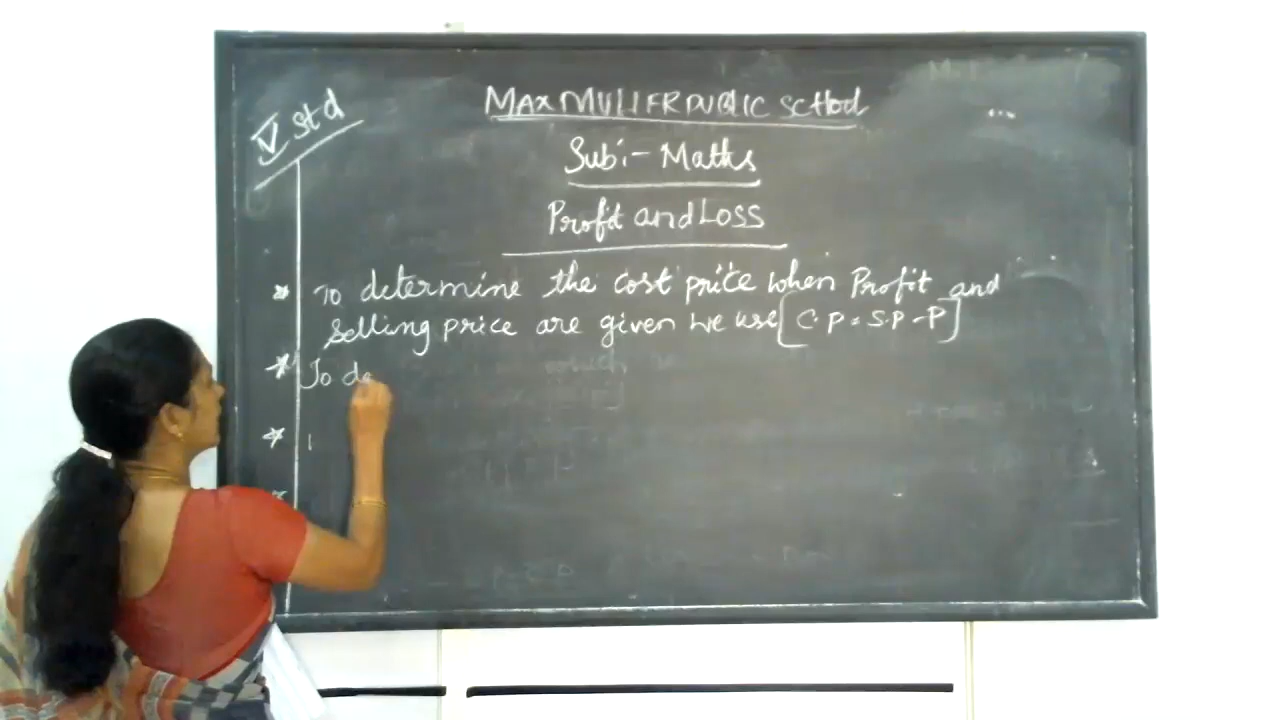 V Std
MAX MULLER PUBLIC SCHOOL
Sub:- Maths
Profit and Loss
* To determine the cost price when Profit and
selling price are given we use [C.P = S.P - P]
* To de
*